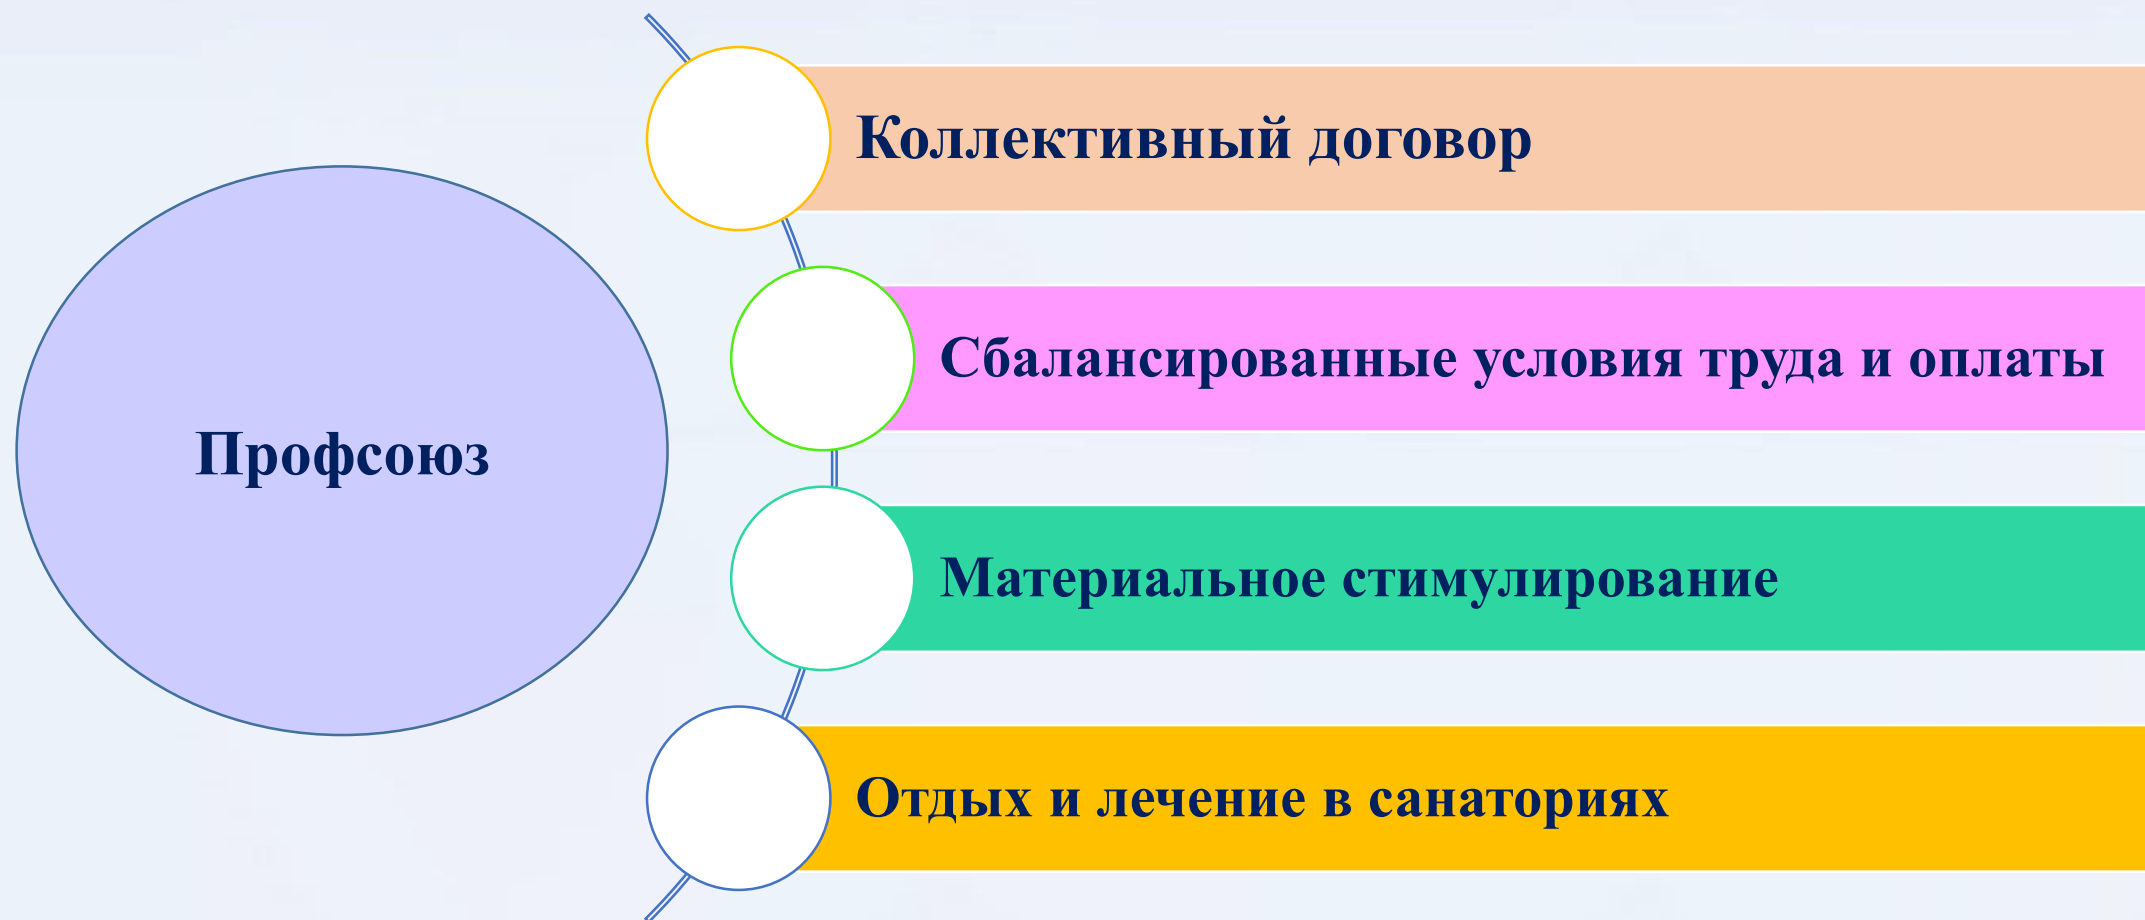 Коллективный договор
Сбалансированные условия труда и оплаты
Профсоюз
Материальное стимулирование
Отдых и лечение в санаториях